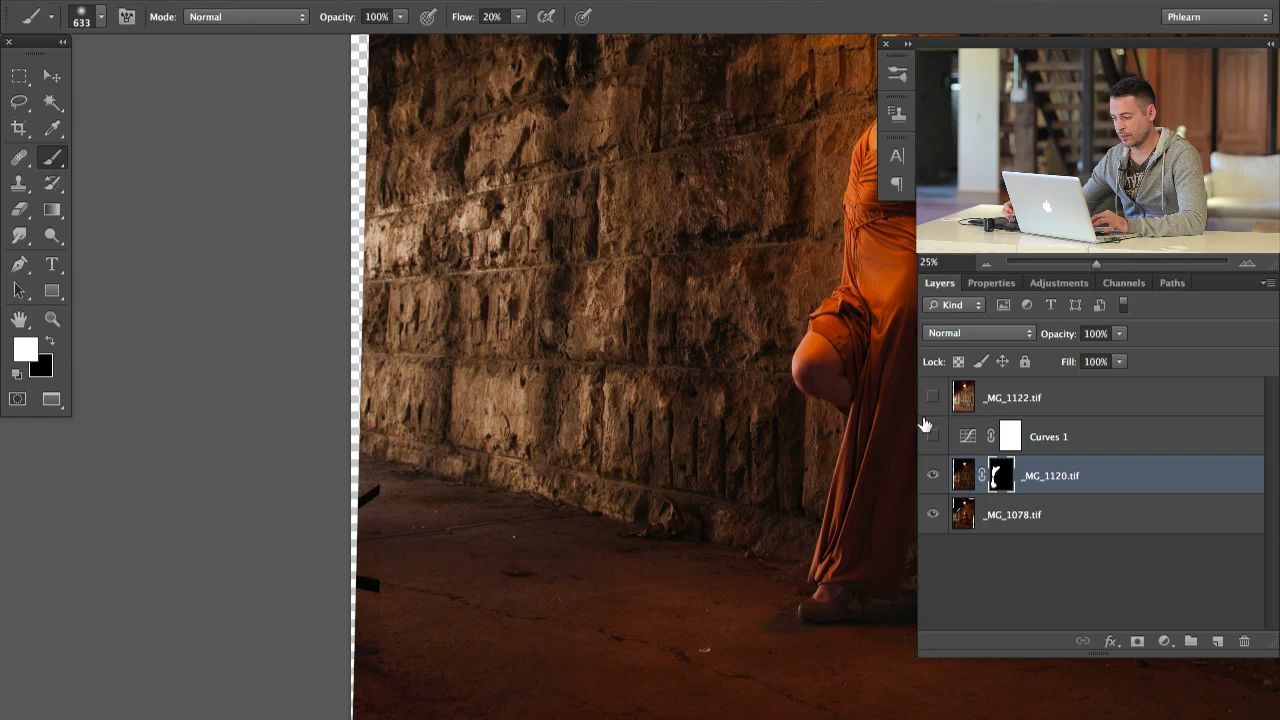 633
Mode: Normal
Opacity: 100%
Flow: 20%
Phlearn
25%
Layers
Properties
Adjustments
Channels
Paths
Kind
Normal
Opacity: 100%
Lock:
Fill: 100%
_MG_1122.tif
Curves 1
_MG_1120.tif
_MG_1078.tif